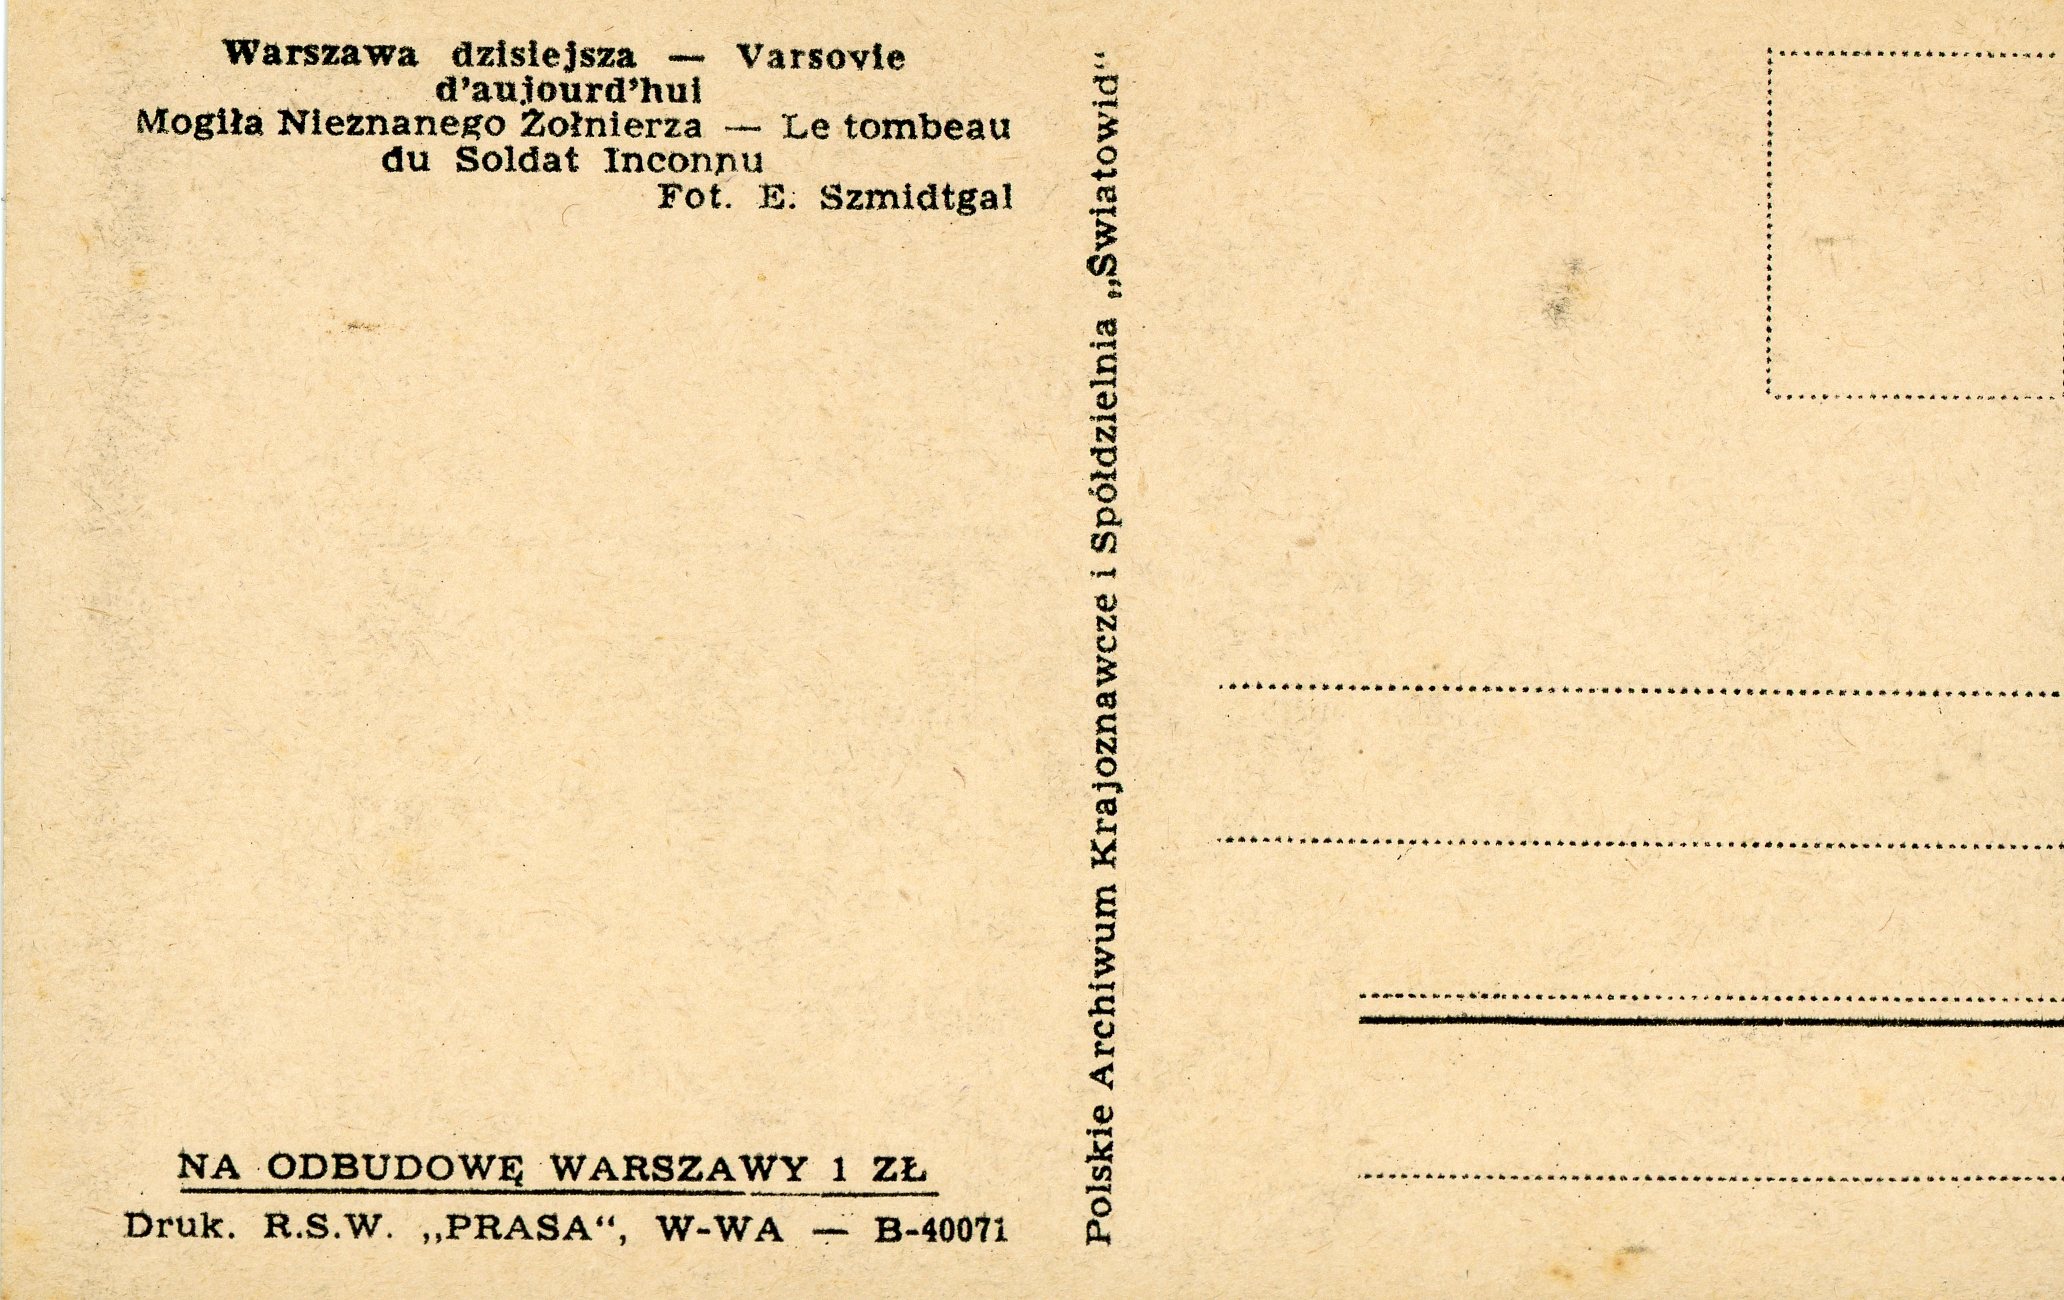 Warszawa dzisiejsza — Varsovie
d'aujourd'hui
Mogiła Nieznanego Żołnierza — Le tombeau
du Soldat Inconnu
Fot. E. Szmidtgal
Polskie Archiwum Krajoznawcze i Spółdzielnia „Swiatowid“
NA ODBUDOWĘ WARSZAWY 1 ZŁ
Druk. R.S.W. „PRASA“, W-WA — B-40071